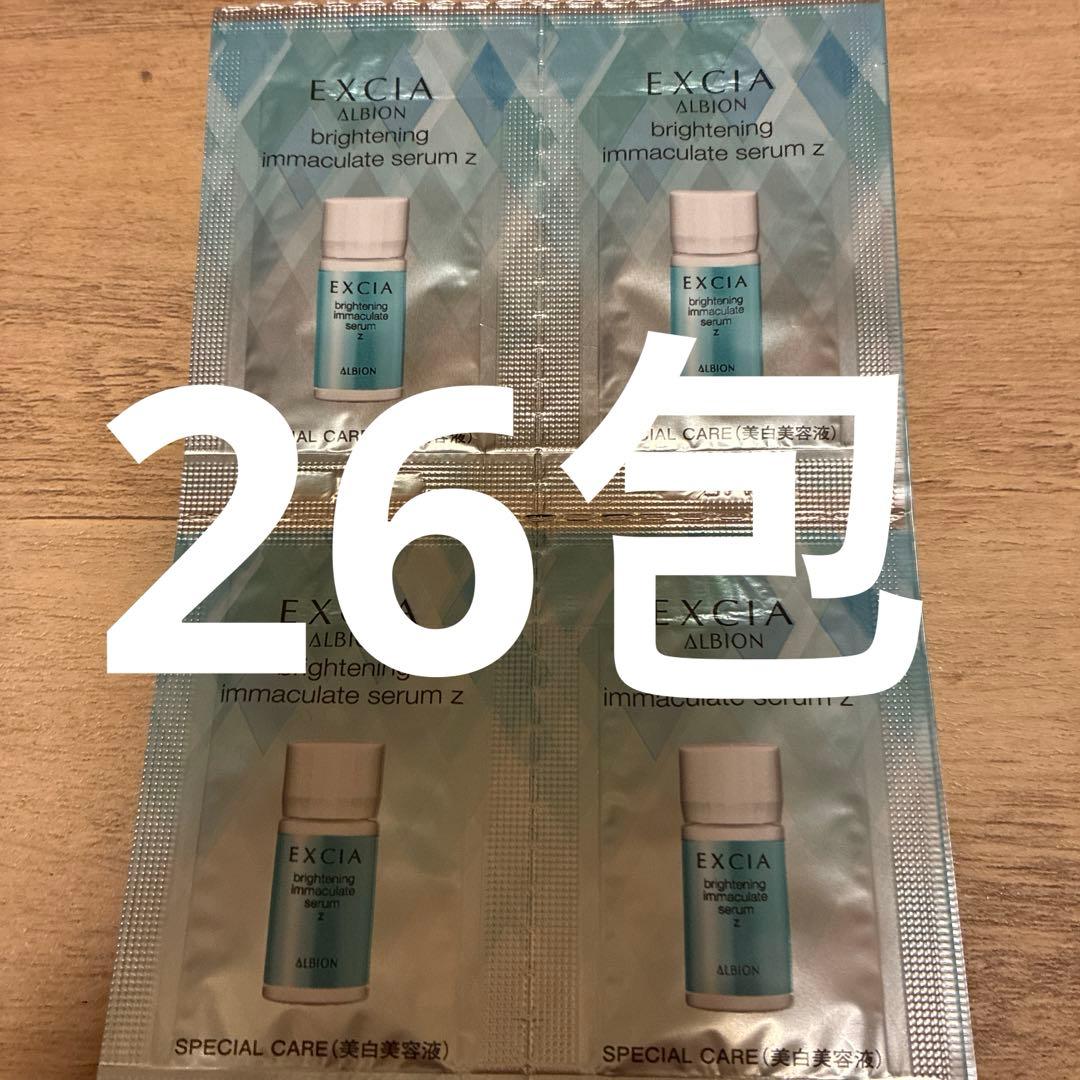 EXCIA
ALBION
brightening
immaculate serum z
EXCIA
brightening
immaculate
serum
z
ALBION
EXCIA
ALBION
brightening
immaculate serum z
EXCIA
brightening
immaculate
serum
z
ALBION
CARE(美白美容液)
26包
EXCIA
ALBION
brightening
immaculate serum z
EXCIA
brightening
immaculate
serum
z
ALBION
SPECIAL CARE(美白美容液)
EXCIA
ALBION
immaculate serum z
EXCIA
brightening
immaculate
serum
z
ALBION
SPECIAL CARE(美白美容液)